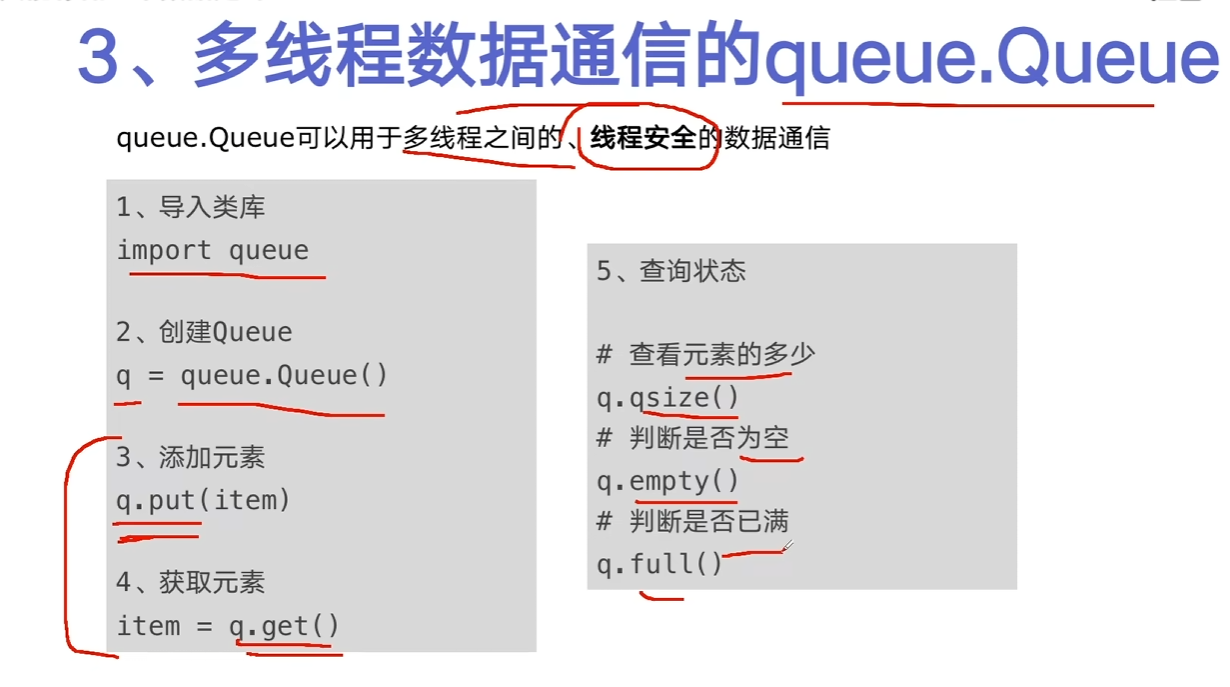 3、多线程数据通信的queue.Queue
queue.Queue可以用于多线程之间的、线程安全的数据通信
1、导入类库
import queue
2、创建Queue
q = queue.Queue()
3、添加元素
q.put(item)
4、获取元素
item = q.get()
5、查询状态
# 查看元素的多少
q.qsize()
# 判断是否为空
q.empty()
# 判断是否已满
q.full()